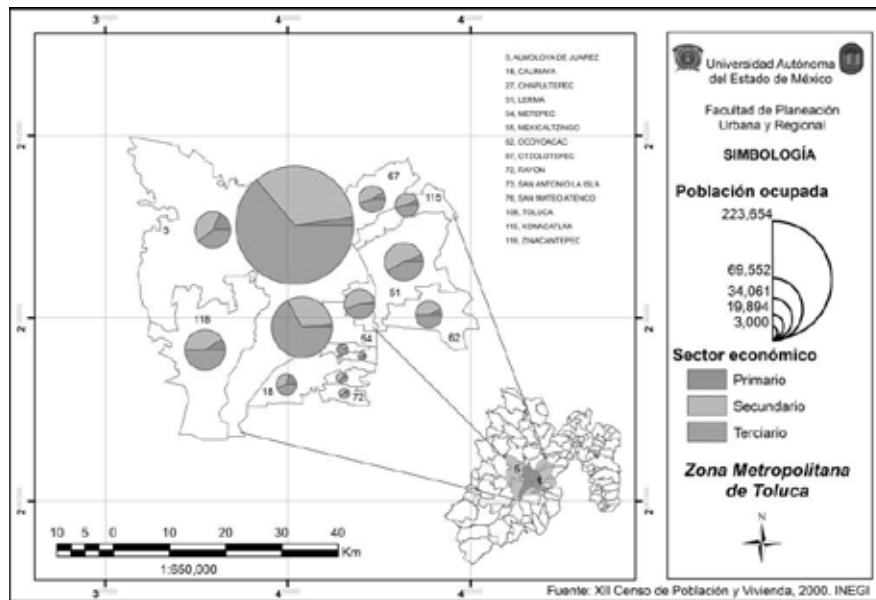 5, ALMOLOYA DE JUAREZ
18, CALIMAYA
27, CHAPULTEPEC
51, LERMA
54, METEPEC
55, MEXICALTZINGO
62, OCOYOACAC
67, OTZOLOTEPEC
72, RAYON
73, SAN ANTONIO LA ISLA
76, SAN MATEO ATENCO
TOLUCA
115, XONACATLAN
118, ZINACANTEPEC
67
115
5
51
118
54
62
18
72
10 5 0 10 20 30 40
Km
1:650,000
Universidad Autónoma
del Estado de México
Facultad de Planeación
Urbana y Regional
SIMBOLOGÍA
Población ocupada
223,654
69,552
34,061
19,894
3,000
Sector económico
Primario
Secundario
Terciario
Zona Metropolitana
de Toluca
N
Fuente: XII Censo de Población y Vivienda, 2000. INEGI